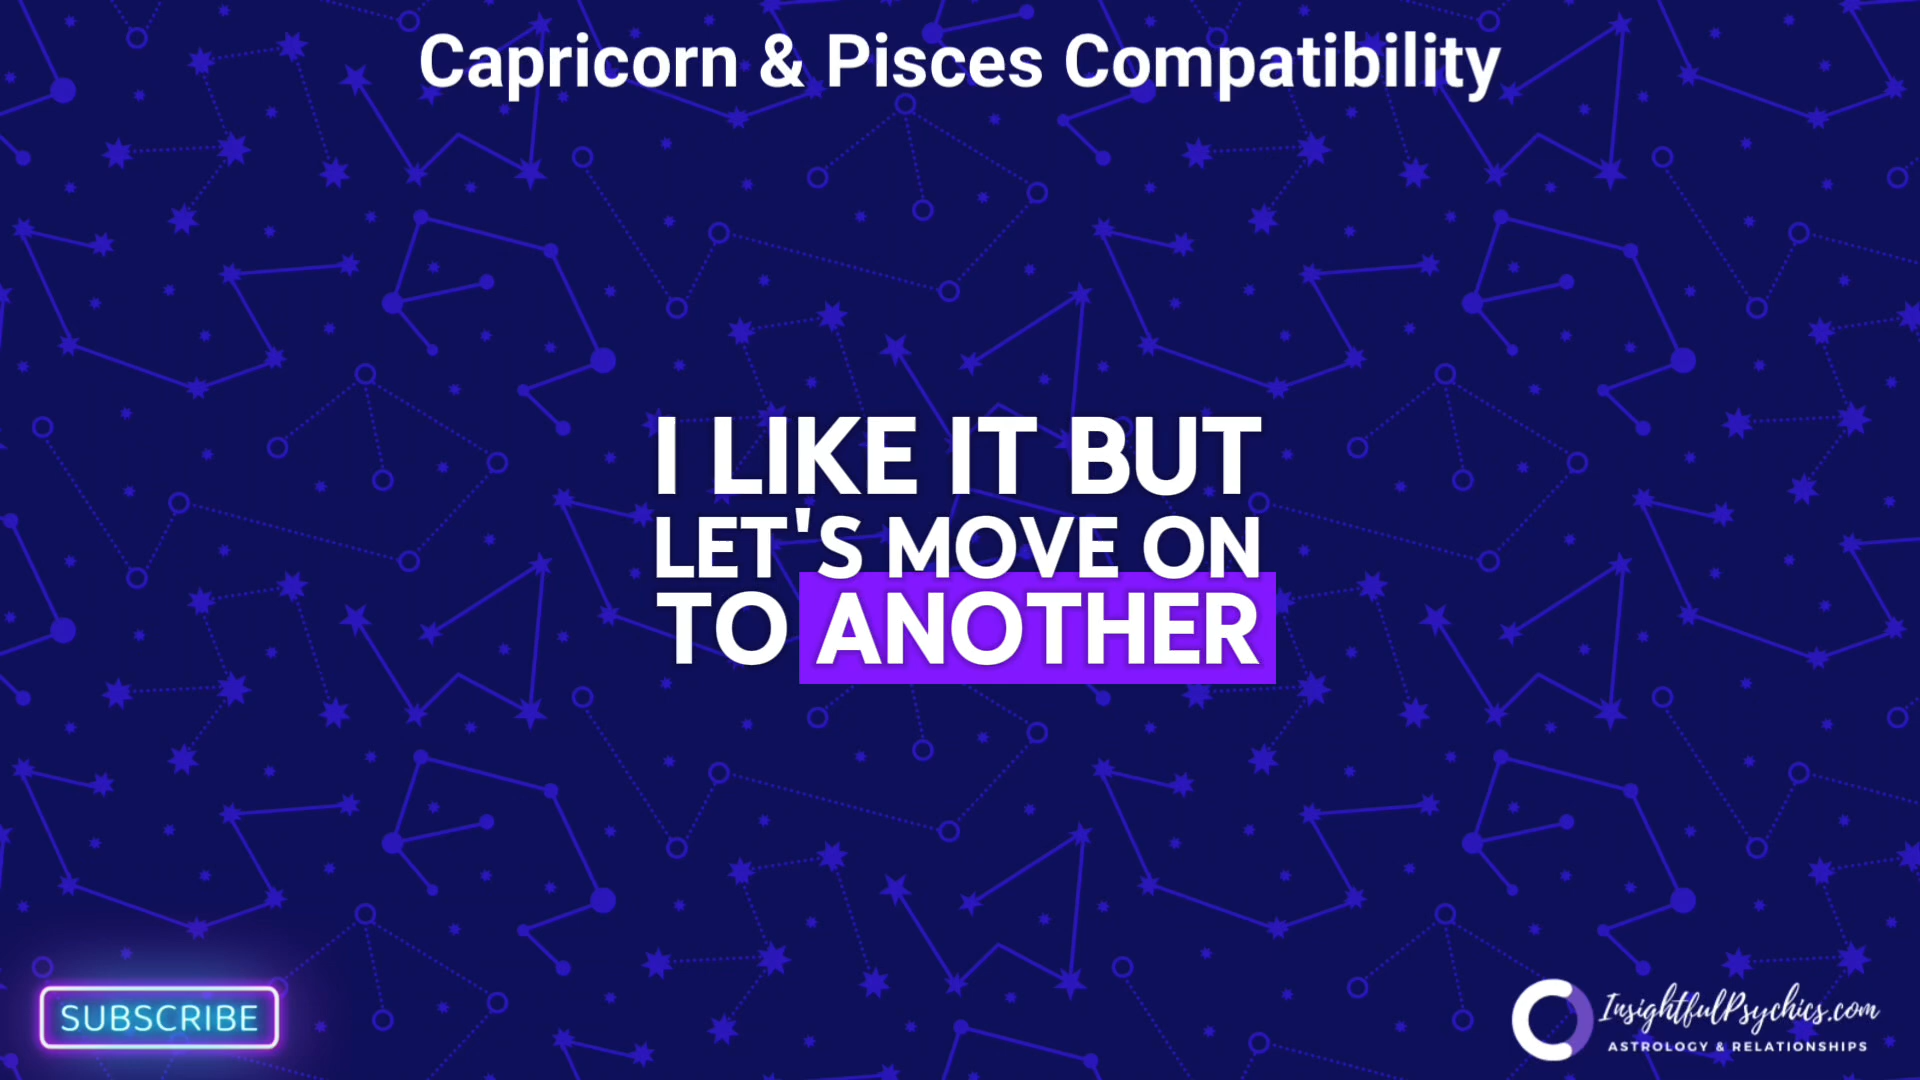 Capricorn & Pisces Compatibility
I LIKE IT BUT
LET'S MOVE ON
TO ANOTHER
SUBSCRIBE
InsightfulPsychics.com
ASTROLOGY & RELATIONSHIPS